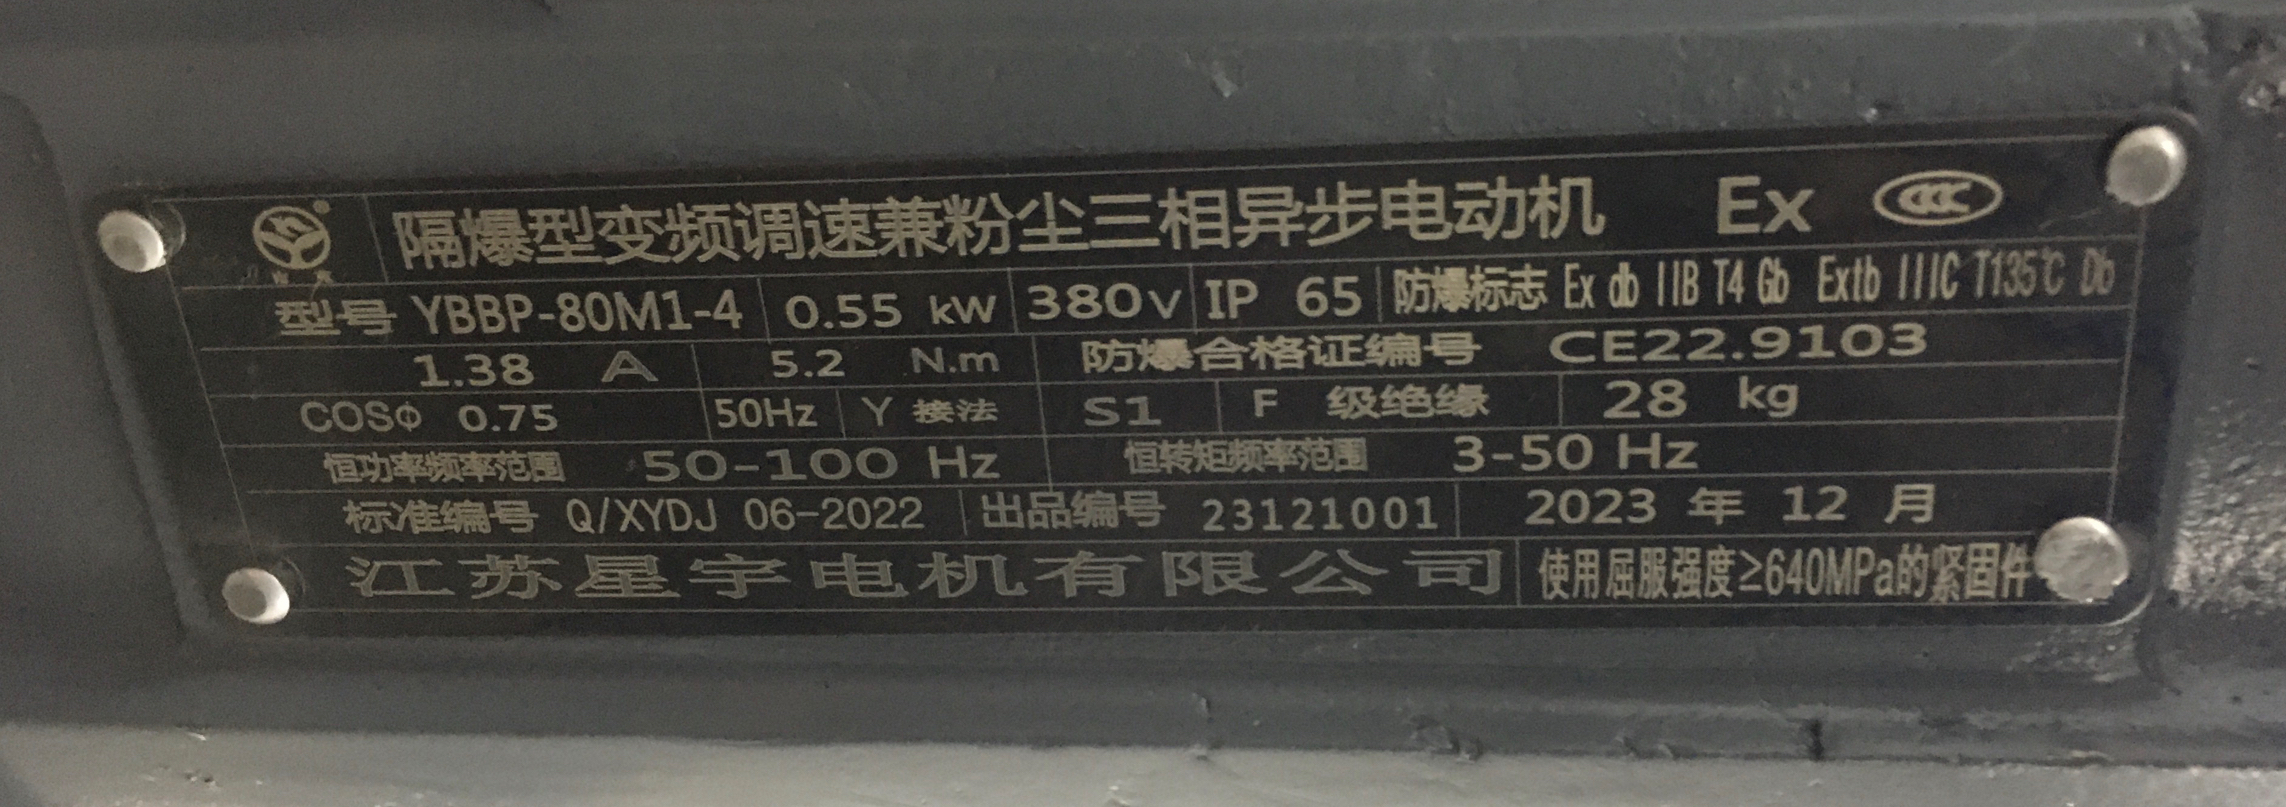 隔爆型变频调速兼粉尘三相异步电动机 Ex CCC
型号 YBBP-80M1-4 0.55 kW 380V IP 65 防爆标志 Ex db IIB T4 Gb Extb IIIC T135℃ Db
1.38 A 5.2 N.m 防爆合格证编号 CE22.9103
COSΦ 0.75 50Hz Y 接法 S1 F 级绝缘 28 kg
恒功率频率范围 50-100 Hz 恒转矩频率范围 3-50 Hz
标准编号 Q/XYDJ 06-2022 出品编号 23121001 2023 年 12 月
江苏星宇电机有限公司 使用屈服强度≥640MPa的紧固件